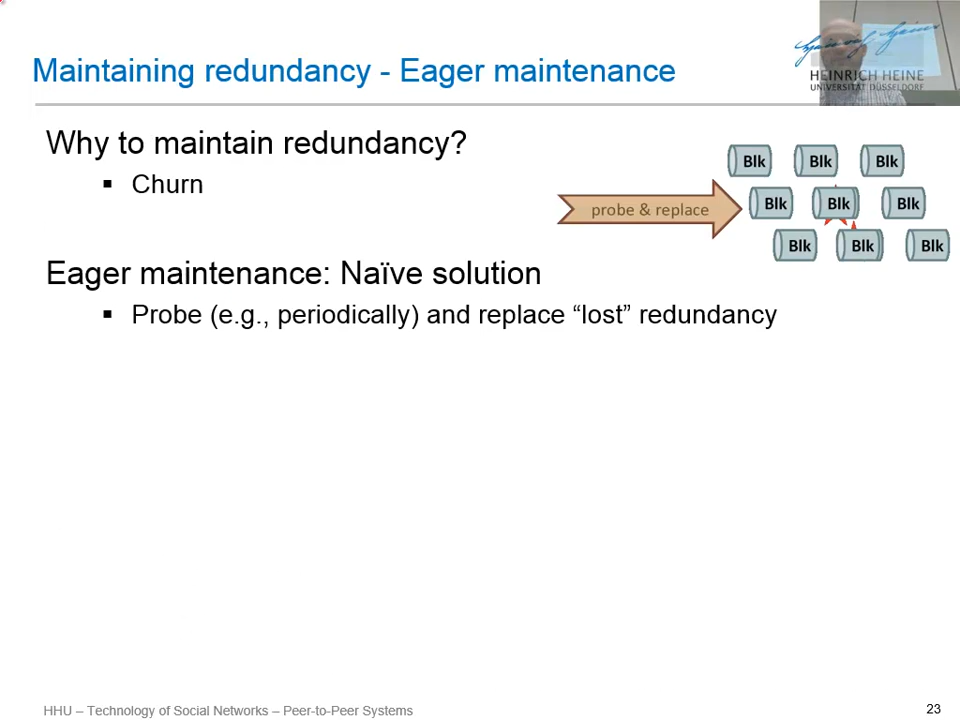 Maintaining redundancy - Eager maintenance
HEINRICH HEINE
UNIVERSITÄT DÜSSELDORF
Why to maintain redundancy?
▪ Churn
Blk Blk Blk
probe & replace
Blk Blk Blk
Blk Blk Blk
Eager maintenance: Naïve solution
▪ Probe (e.g., periodically) and replace “lost” redundancy
HHU – Technology of Social Networks – Peer-to-Peer Systems
23